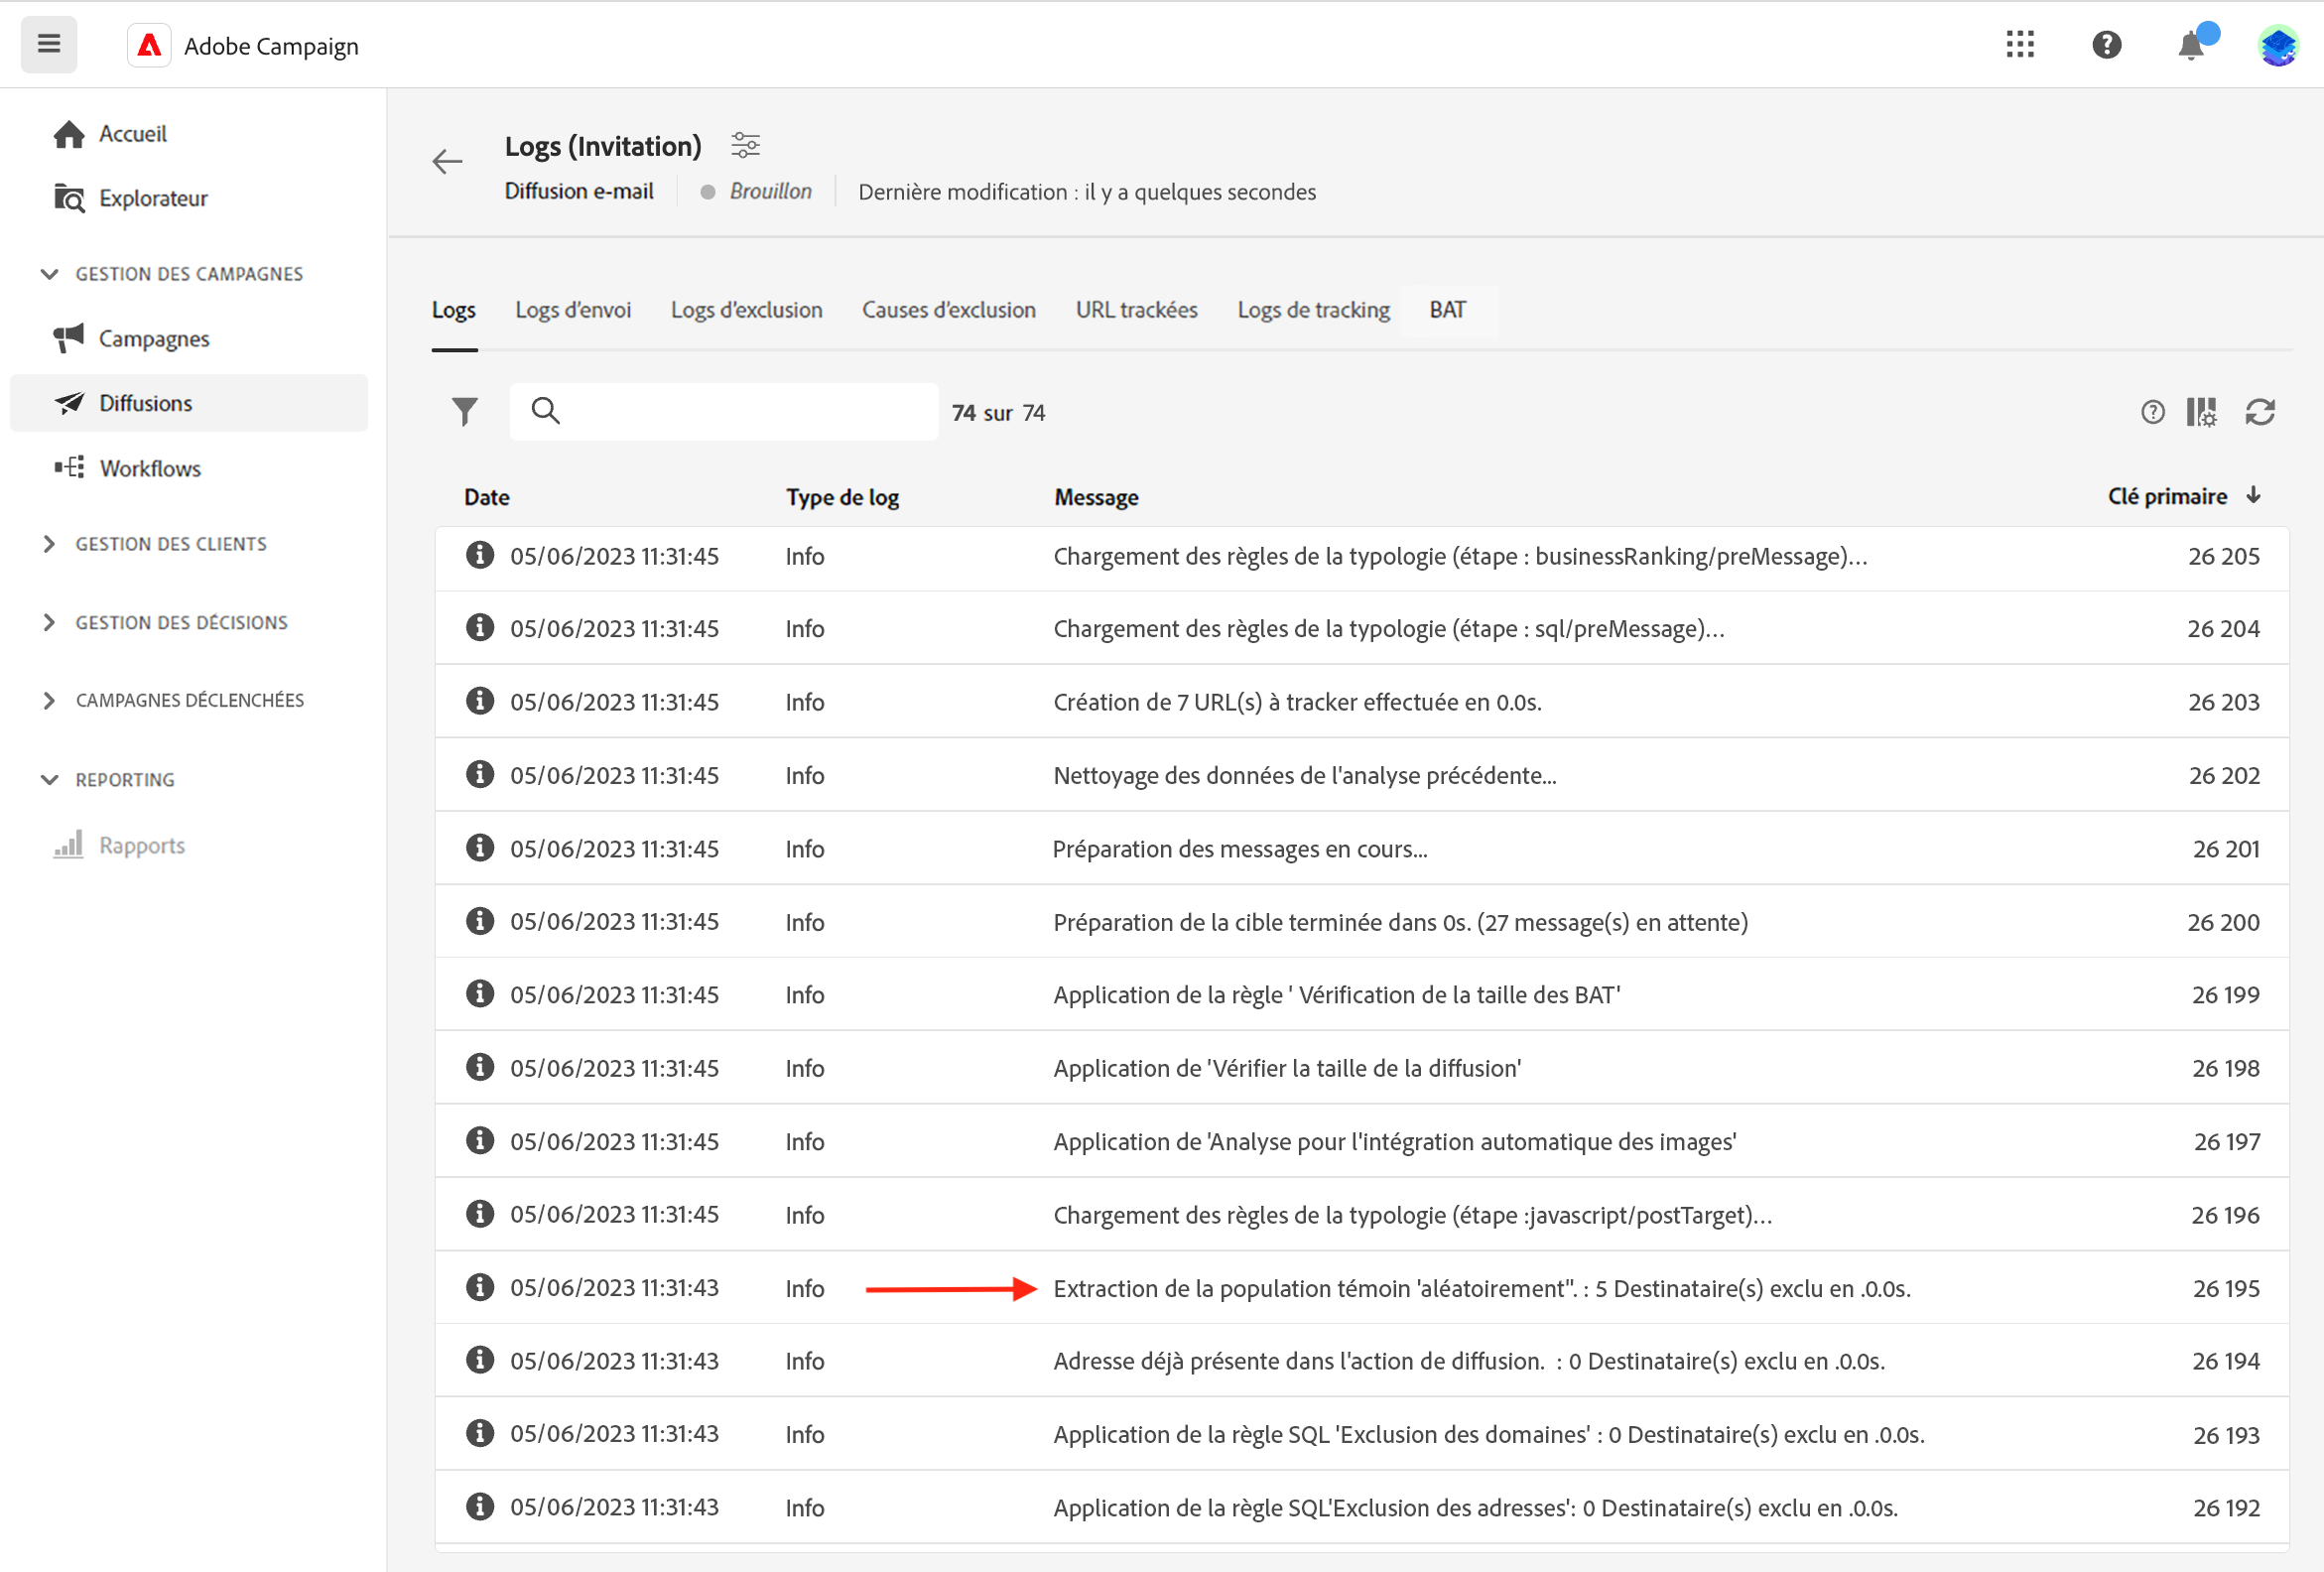 Adobe Campaign
Accueil
Explorateur
GESTION DES CAMPAGNES
Campagnes
Diffusions
Workflows
GESTION DES CLIENTS
GESTION DES DÉCISIONS
CAMPAGNES DÉCLENCHÉES
REPORTING
Rapports
Logs (Invitation)
Diffusion e-mail Brouillon Dernière modification : il y a quelques secondes
Logs Logs d’envoi Logs d’exclusion Causes d’exclusion URL trackées Logs de tracking BAT
74 sur 74
Date Type de log Message Clé primaire
05/06/2023 11:31:45 Info Chargement des règles de la typologie (étape : businessRanking/preMessage)... 26 205
05/06/2023 11:31:45 Info Chargement des règles de la typologie (étape : sql/preMessage)... 26 204
05/06/2023 11:31:45 Info Création de 7 URL(s) à tracker effectuée en 0.0s. 26 203
05/06/2023 11:31:45 Info Nettoyage des données de l'analyse précédente... 26 202
05/06/2023 11:31:45 Info Préparation des messages en cours... 26 201
05/06/2023 11:31:45 Info Préparation de la cible terminée dans 0s. (27 message(s) en attente) 26 200
05/06/2023 11:31:45 Info Application de la règle ' Vérification de la taille des BAT' 26 199
05/06/2023 11:31:45 Info Application de 'Vérifier la taille de la diffusion' 26 198
05/06/2023 11:31:45 Info Application de 'Analyse pour l'intégration automatique des images' 26 197
05/06/2023 11:31:45 Info Chargement des règles de la typologie (étape :javascript/postTarget)... 26 196
05/06/2023 11:31:43 Info Extraction de la population témoin 'aléatoirement''. : 5 Destinataire(s) exclu en .0.0s. 26 195
05/06/2023 11:31:43 Info Adresse déjà présente dans l'action de diffusion. : 0 Destinataire(s) exclu en .0.0s. 26 194
05/06/2023 11:31:43 Info Application de la règle SQL 'Exclusion des domaines' : 0 Destinataire(s) exclu en .0.0s. 26 193
05/06/2023 11:31:43 Info Application de la règle SQL'Exclusion des adresses': 0 Destinataire(s) exclu en .0.0s. 26 192